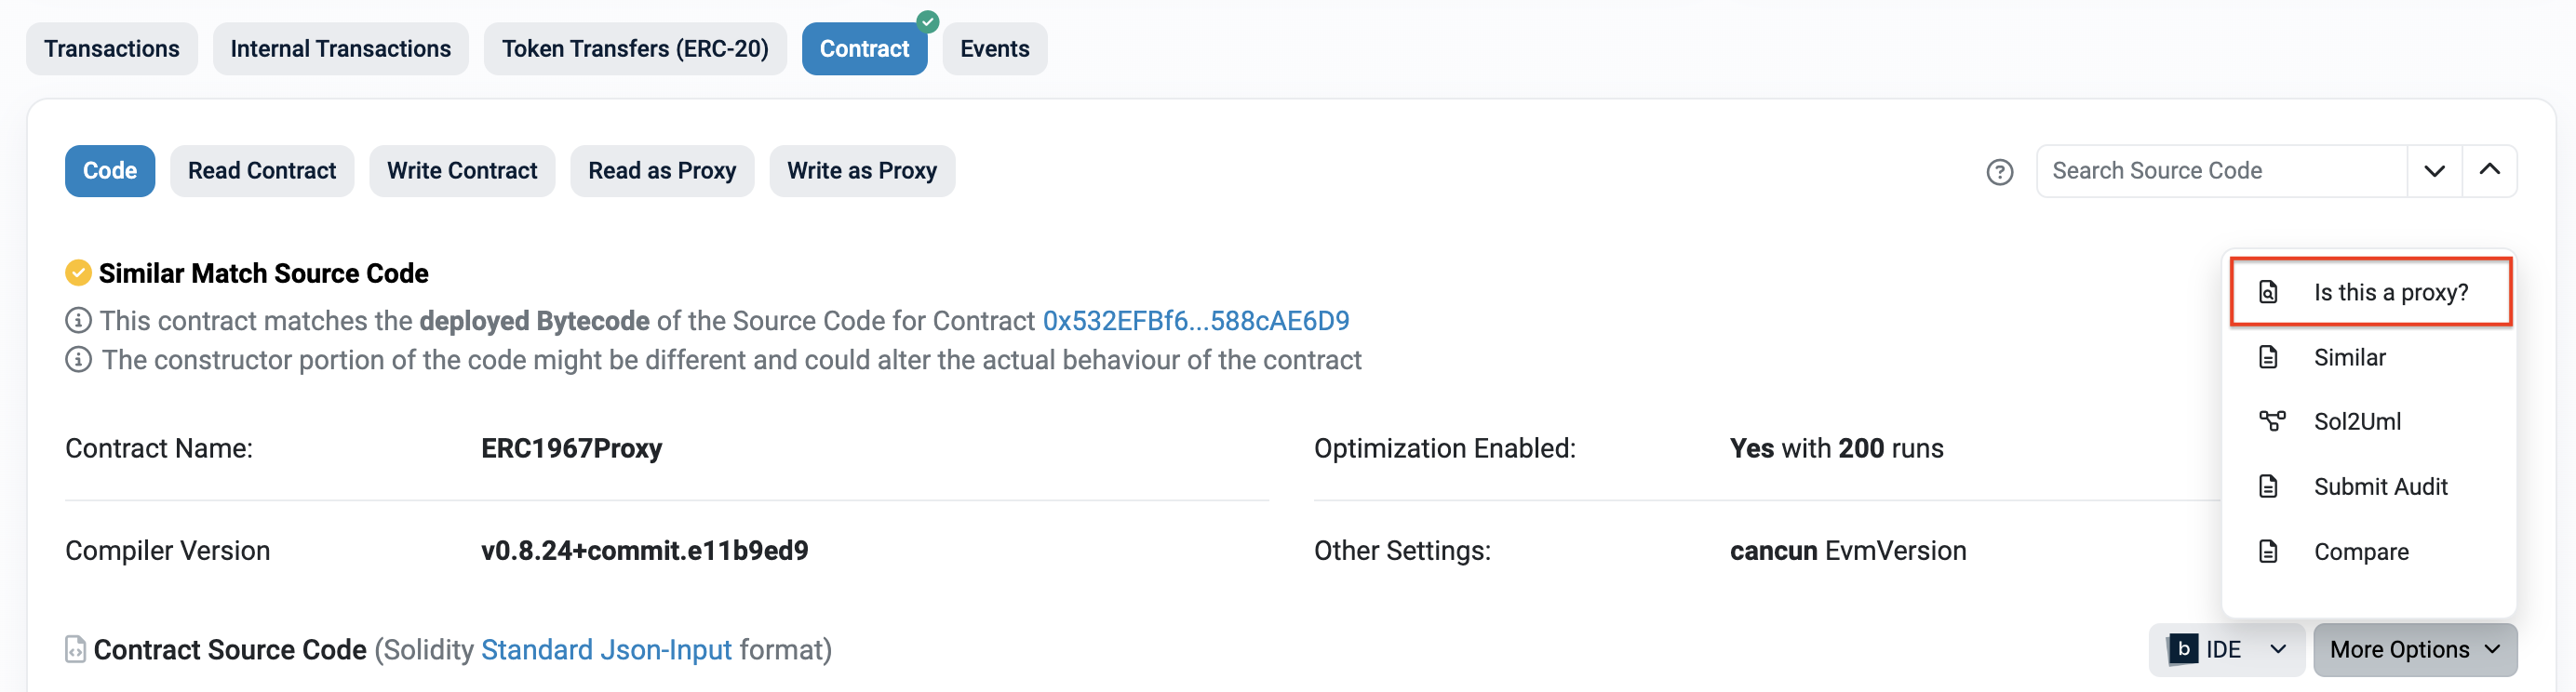 Transactions
Internal Transactions
Token Transfers (ERC-20)
Contract
Events
Code
Read Contract
Write Contract
Read as Proxy
Write as Proxy
Search Source Code
Similar Match Source Code
This contract matches the deployed Bytecode of the Source Code for Contract 0x532EFBf6...588cAE6D9
The constructor portion of the code might be different and could alter the actual behaviour of the contract
Is this a proxy?
Similar
Sol2Uml
Submit Audit
Compare
Contract Name: ERC1967Proxy
Optimization Enabled: Yes with 200 runs
Compiler Version v0.8.24+commit.e11b9ed9
Other Settings: cancun EvmVersion
Contract Source Code (Solidity Standard Json-Input format)
b IDE
More Options